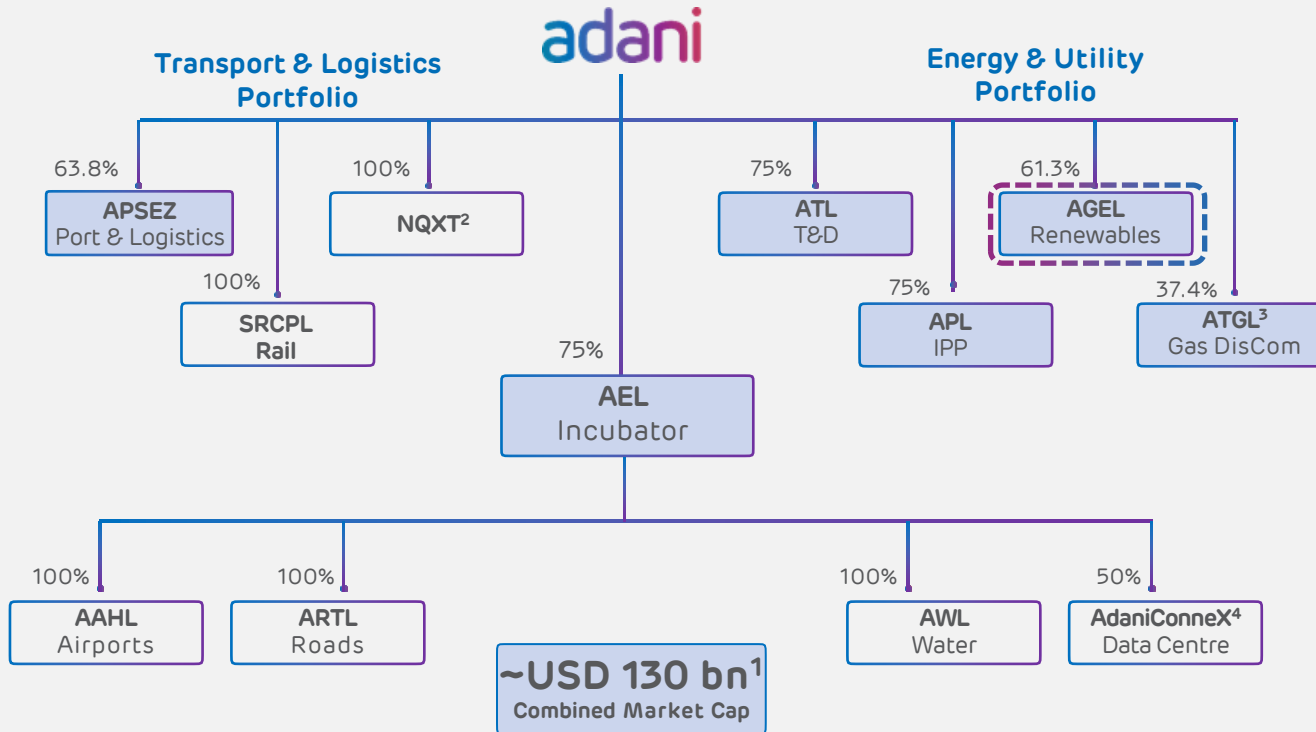 adani
Transport & Logistics
Portfolio
Energy & Utility
Portfolio
63.8%
APSEZ
Port & Logistics
100%
SRCPL
Rail
100%
NQXT²
75%
ATL
T&D
75%
APL
IPP
61.3%
AGEL
Renewables
37.4%
ATGL³
Gas DisCom
75%
AEL
Incubator
100%
AAHL
Airports
100%
ARTL
Roads
100%
AWL
Water
50%
AdaniConneX⁴
Data Centre
~USD 130 bn¹
Combined Market Cap